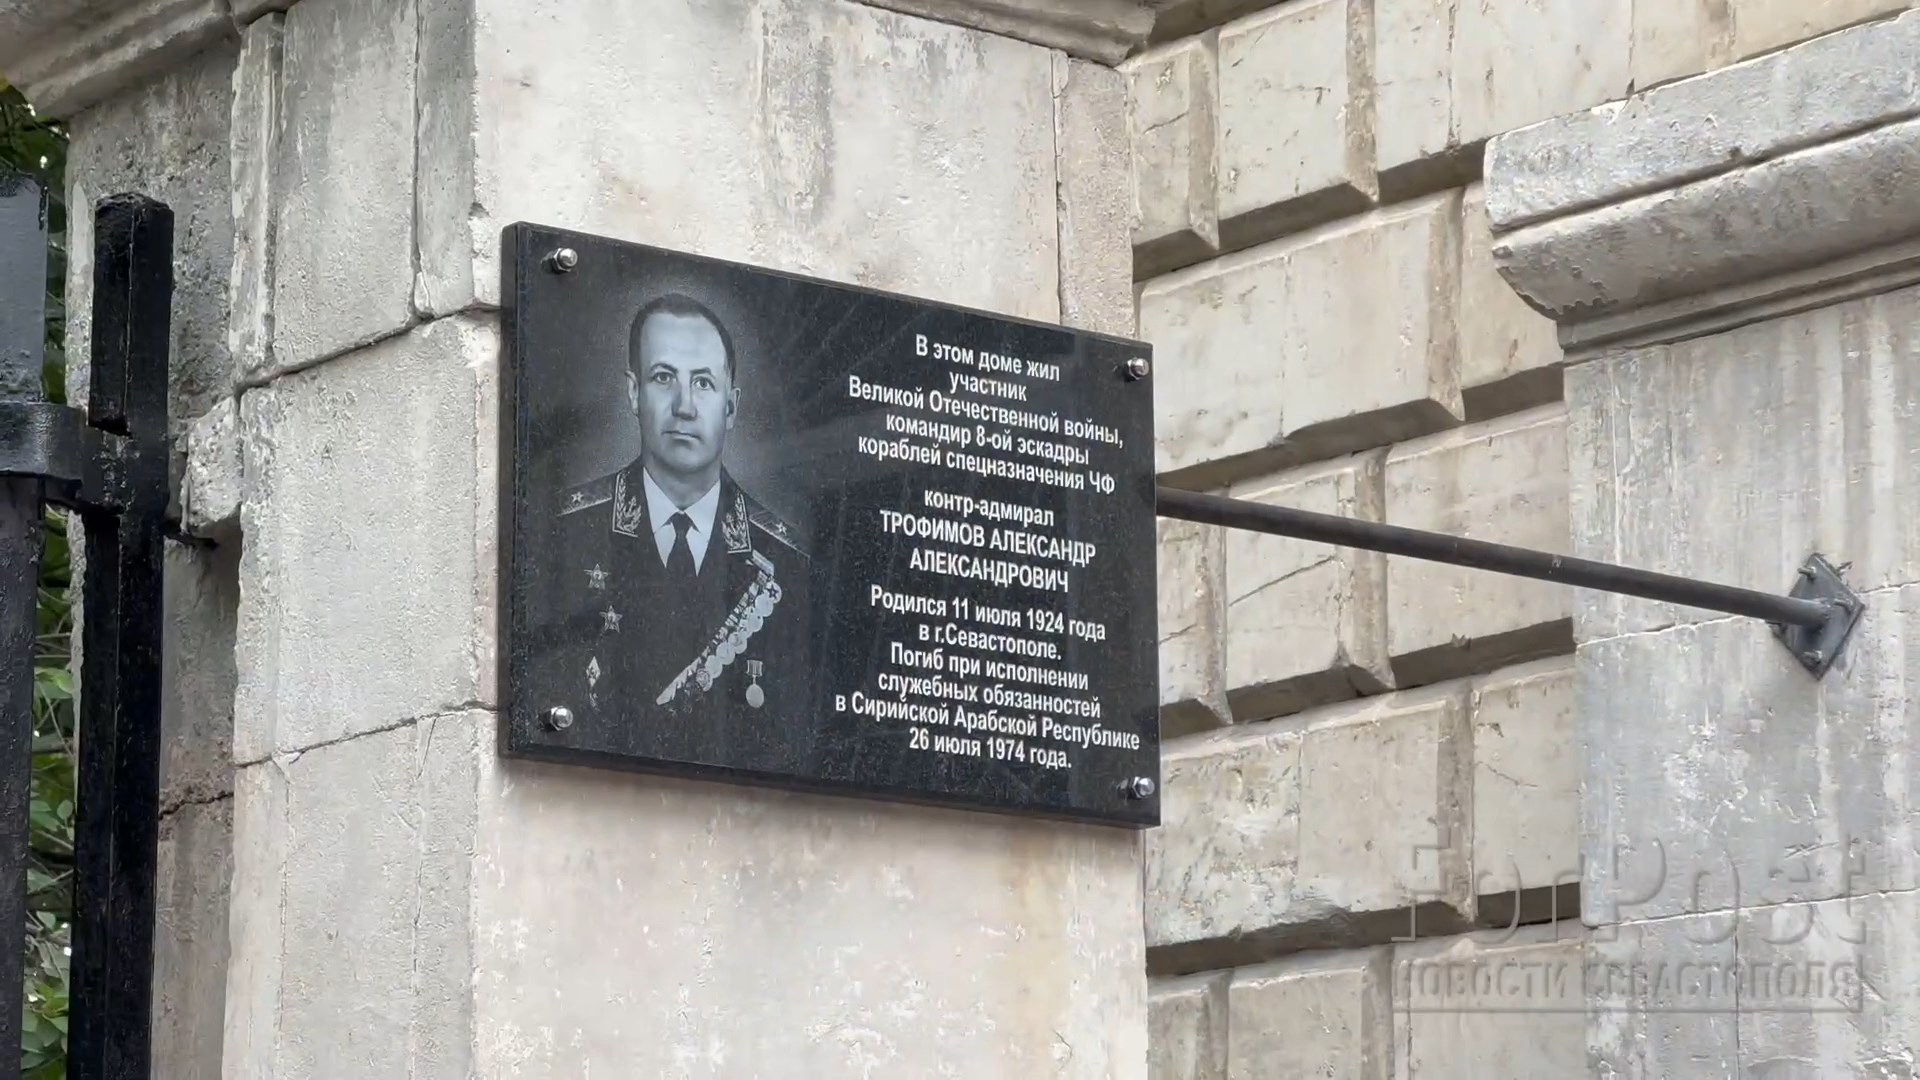 В этом доме жил
участник
Великой Отечественной войны,
командир 8-ой эскадры
кораблей спецназначения ЧФ
контр-адмирал
ТРОФИМОВ АЛЕКСАНДР
АЛЕКСАНДРОВИЧ
Родился 11 июля 1924 года
в г.Севастополе.
Погиб при исполнении
служебных обязанностей
в Сирийской Арабской Республике
26 июля 1974 года.
ForPost
НОВОСТИ СЕВАСТОПОЛЯ